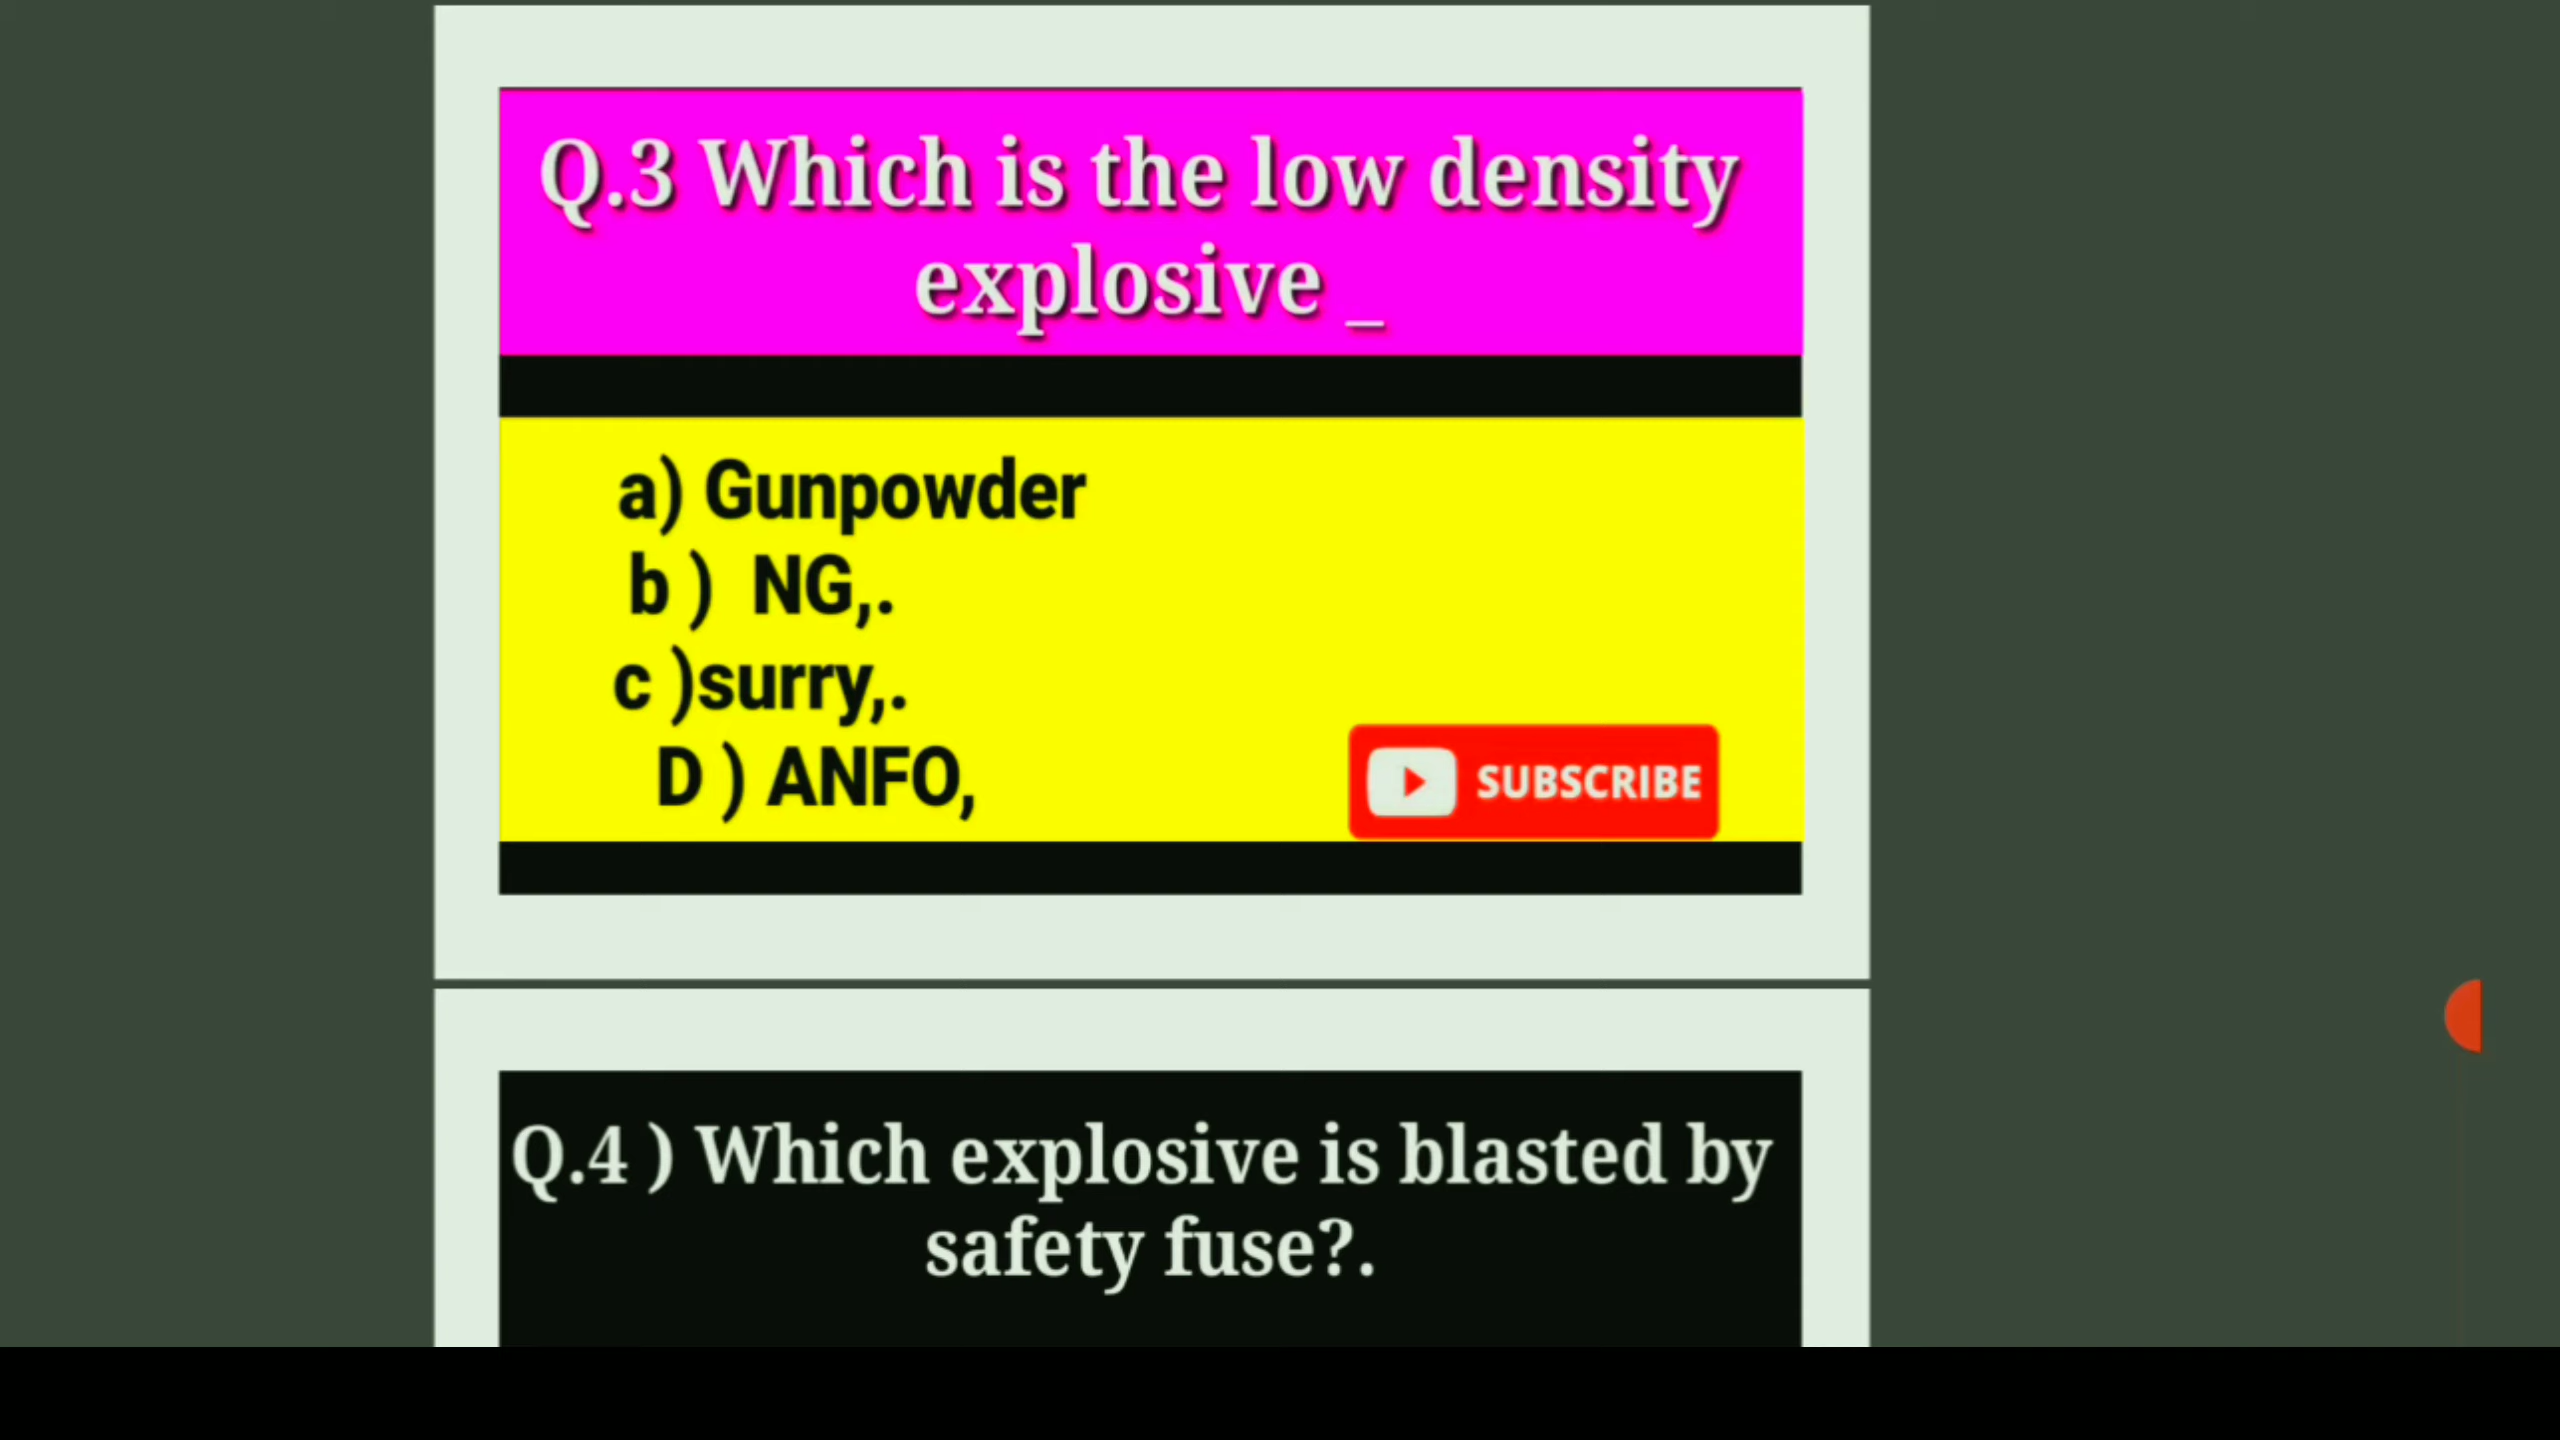 Q.3 Which is the low density
explosive _
a) Gunpowder
b ) NG,.
c )surry,.
D ) ANFO,
SUBSCRIBE
Q.4 ) Which explosive is blasted by
safety fuse?.